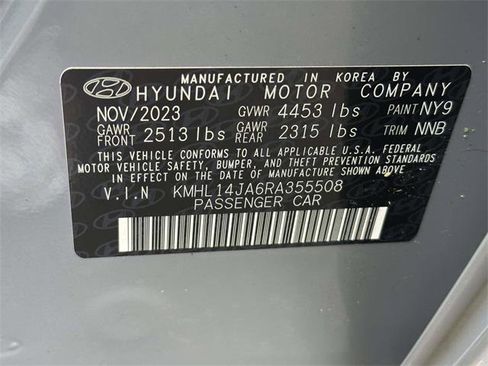 MANUFACTURED IN KOREA BY
HYUNDAI MOTOR COMPANY
NOV/2023 GVWR 4453 lbs PAINT NY9
GAWR FRONT 2513 lbs GAWR REAR 2315 lbs TRIM NNB
THIS VEHICLE CONFORMS TO ALL APPLICABLE U.S.A. FEDERAL
MOTOR VEHICLE SAFETY, BUMPER, AND THEFT PREVENTION STANDARDS
IN EFFECT ON THE DATE OF MANUFACTURE SHOWN ABOVE.
V.I.N KMHL14JA6RA355508
PASSENGER CAR